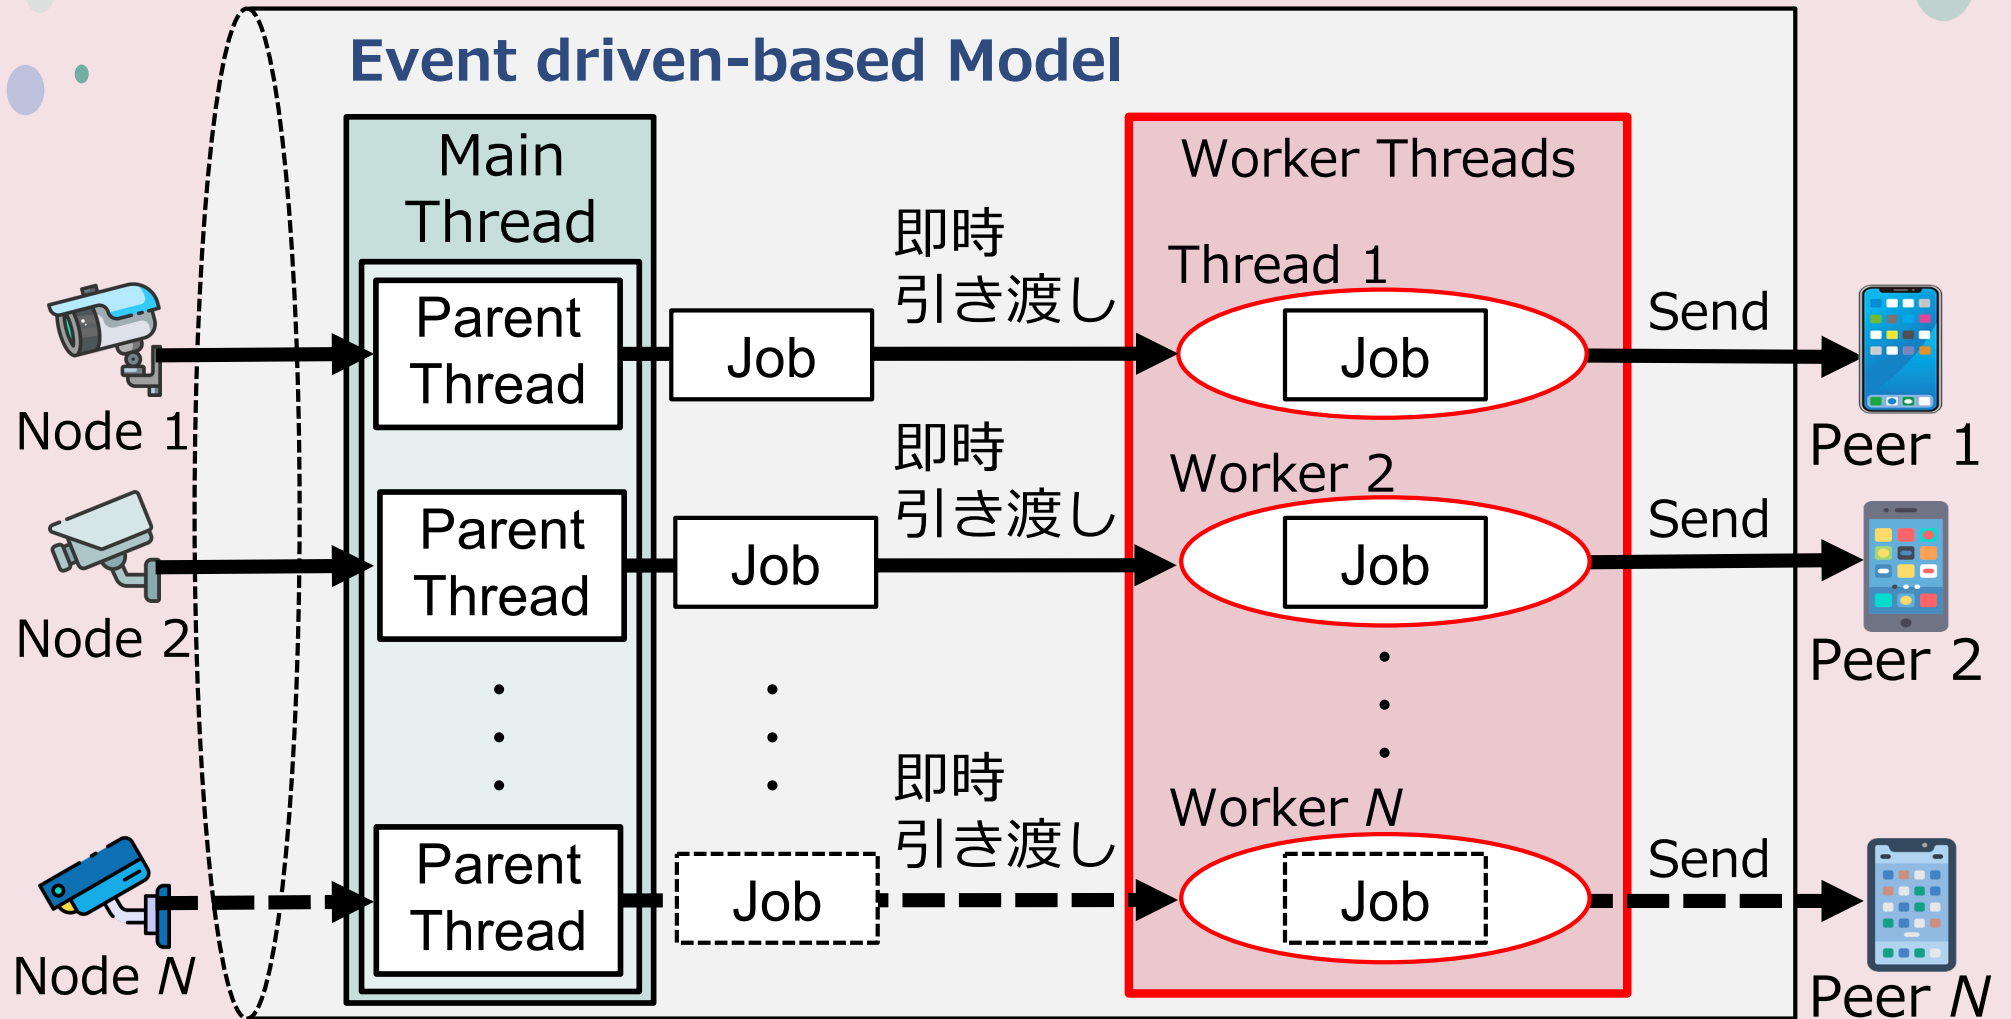 Event driven-based Model
Main
Thread
Worker Threads
Node 1
Parent
Thread
Job
即時
引き渡し
Thread 1
Job
Send
Peer 1
Node 2
Parent
Thread
Job
即時
引き渡し
Worker 2
Job
Send
Peer 2
Node N
Parent
Thread
Job
即時
引き渡し
Worker N
Job
Send
Peer N